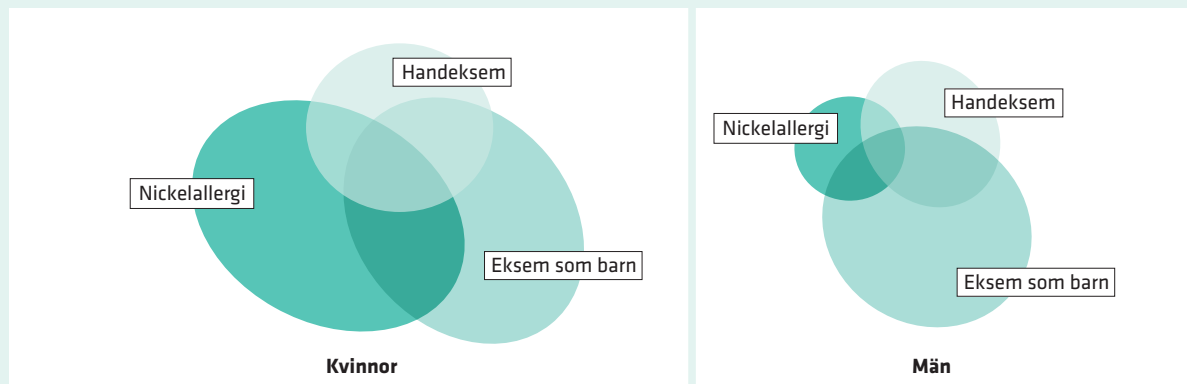 Handeksem
Nickelallergi
Eksem som barn
Kvinnor
Handeksem
Nickelallergi
Eksem som barn
Män